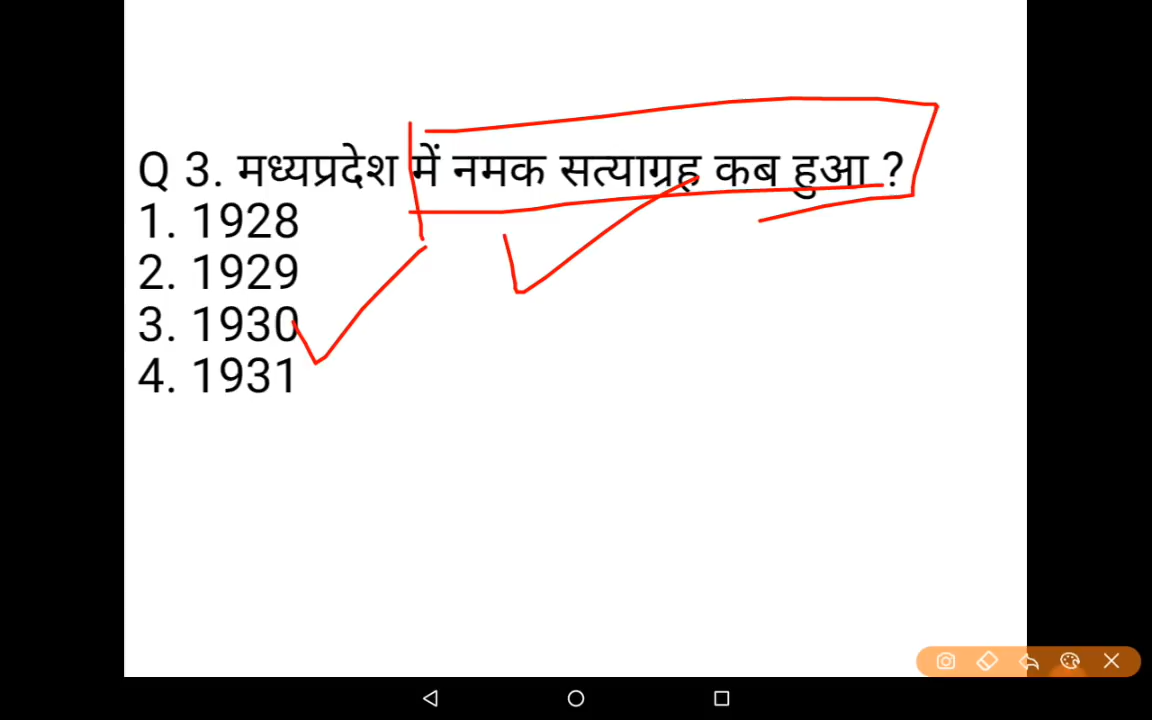 Q 3. मध्यप्रदेश में नमक सत्याग्रह कब हुआ ?
1. 1928
2. 1929
3. 1930
4. 1931